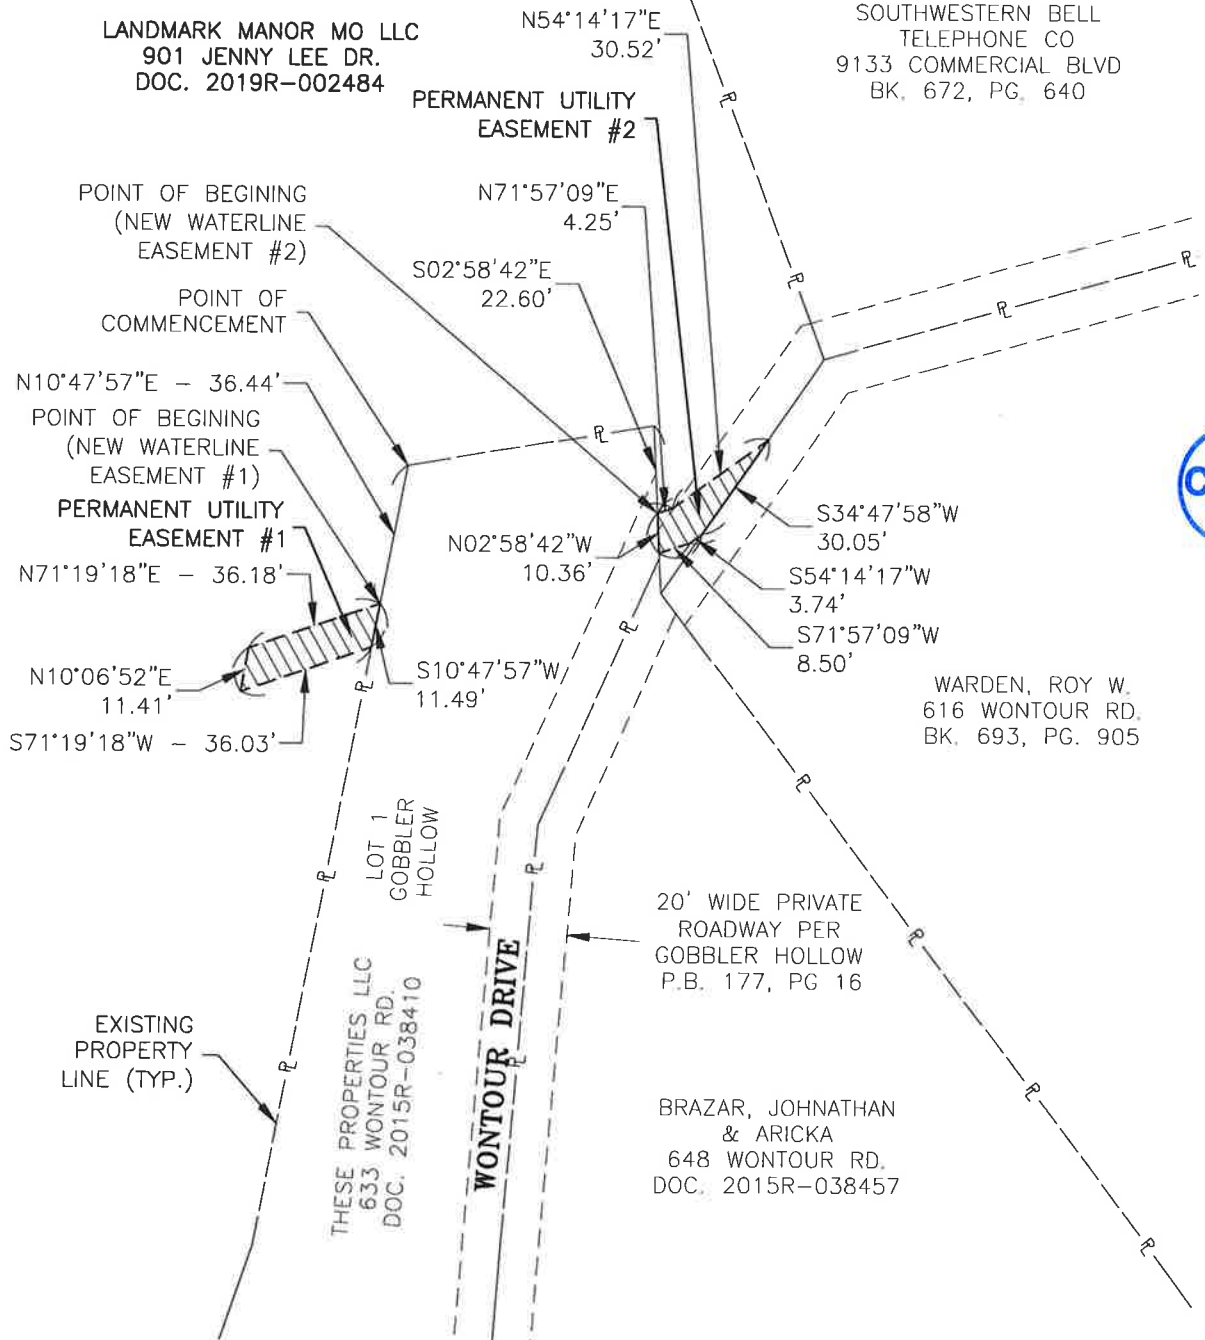 LANDMARK MANOR MO LLC
901 JENNY LEE DR.
DOC. 2019R-002484
N54°14'17"E
30.52'
SOUTHWESTERN BELL
TELEPHONE CO
9133 COMMERCIAL BLVD
BK. 672, PG. 640
PERMANENT UTILITY
EASEMENT #2
POINT OF BEGINING
(NEW WATERLINE
EASEMENT #2)
N71°57'09"E
4.25'
S02°58'42"E
22.60'
POINT OF
COMMENCEMENT
N10°47'57"E - 36.44'
POINT OF BEGINING
(NEW WATERLINE
EASEMENT #1)
PERMANENT UTILITY
EASEMENT #1
N71°19'18"E - 36.18'
N10°06'52"E
11.41'
S71°19'18"W - 36.03'
S10°47'57"W
11.49'
N02°58'42"W
10.36'
S34°47'58"W
30.05'
S54°14'17"W
3.74'
S71°57'09"W
8.50'
WARDEN, ROY W.
616 WONTOUR RD.
BK. 693, PG. 905
LOT 1
GOBBLER
HOLLOW
20' WIDE PRIVATE
ROADWAY PER
GOBBLER HOLLOW
P.B. 177, PG 16
WONTOUR DRIVE
THESE PROPERTIES LLC
633 WONTOUR RD.
DOC. 2015R-038410
EXISTING
PROPERTY
LINE (TYP.)
BRAZAR, JOHNATHAN
& ARICKA
648 WONTOUR RD.
DOC. 2015R-038457